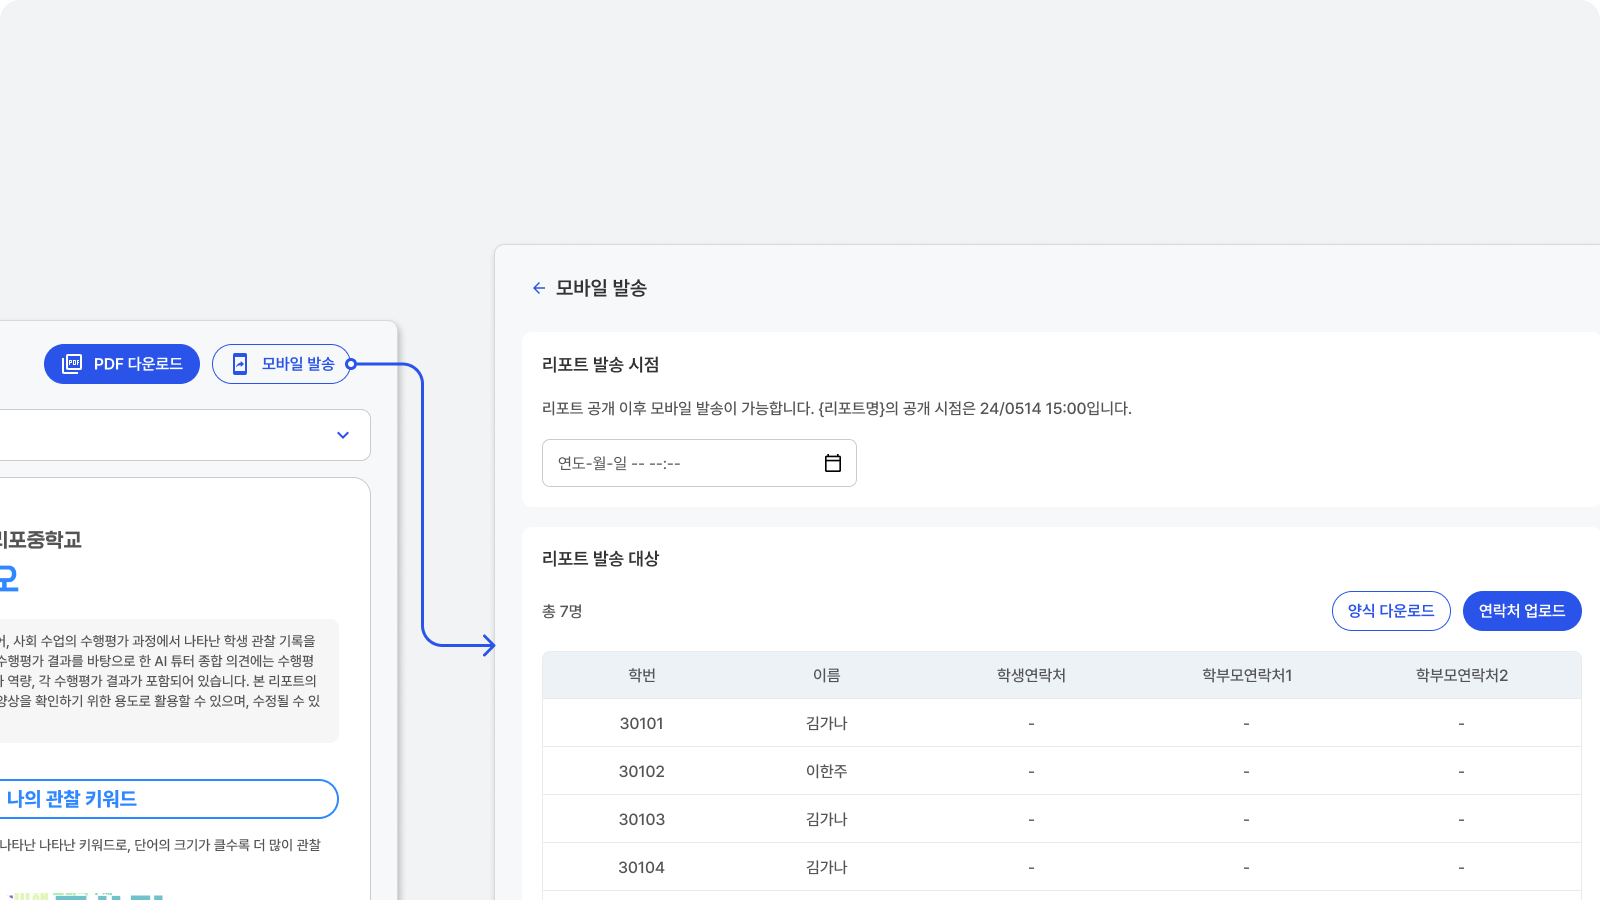 PDF 다운로드
모바일 발송
리포중학교
오
어, 사회 수업의 수행평가 과정에서 나타난 학생 관찰 기록을
수행평가 결과를 바탕으로 한 AI 튜터 종합 의견에는 수행평
역량, 각 수행평가 결과가 포함되어 있습니다. 본 리포트의
양상을 확인하기 위한 용도로 활용할 수 있으며, 수정될 수 있
나의 관찰 키워드
나타난 나타난 키워드로, 단어의 크기가 클수록 더 많이 관찰
모바일 발송
리포트 발송 시점
리포트 공개 이후 모바일 발송이 가능합니다. {리포트명}의 공개 시점은 24/0514 15:00입니다.
연도-월-일 -- --:--
리포트 발송 대상
총 7명
양식 다운로드
연락처 업로드
학번 이름 학생연락처 학부모연락처1 학부모연락처2
30101 김가나 - - -
30102 이한주 - - -
30103 김가나 - - -
30104 김가나 - - -